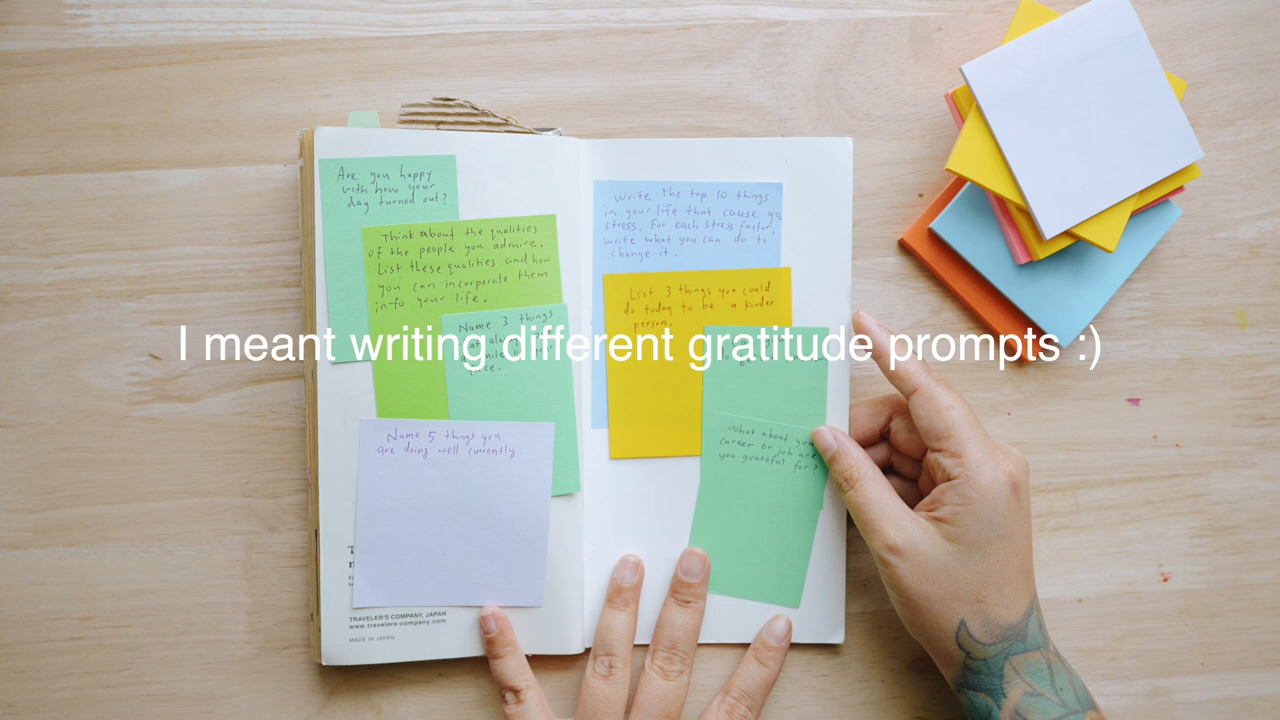 Are you happy
with how your
day turned out?
Think about the qualities
of the people you admire.
List these qualities and how
you can incorporate them
into your life.
Name 3 things
Name 5 things you
are doing well currently.
TRAVELER'S COMPANY, JAPAN
www.travelers-company.com
MADE IN JAPAN
Write the top 10 things
in your life that cause you
stress. For each stress factor,
write what you can do to
change it.
List 3 things you could
do today to be a kinder
person.
What about you
career or job are
you grateful for?
I meant writing different gratitude prompts :)